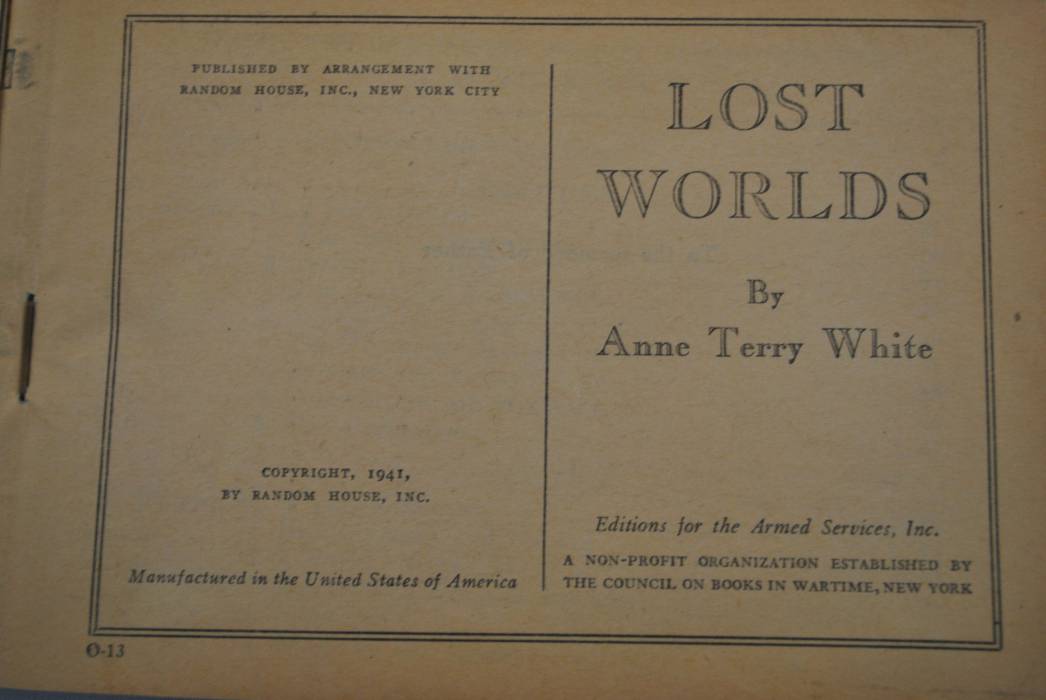 PUBLISHED BY ARRANGEMENT WITH
RANDOM HOUSE, INC., NEW YORK CITY
COPYRIGHT, 1941,
BY RANDOM HOUSE, INC.
Manufactured in the United States of America
LOST
WORLDS
By
Anne Terry White
Editions for the Armed Services, Inc.
A NON-PROFIT ORGANIZATION ESTABLISHED BY
THE COUNCIL ON BOOKS IN WARTIME, NEW YORK
O-13